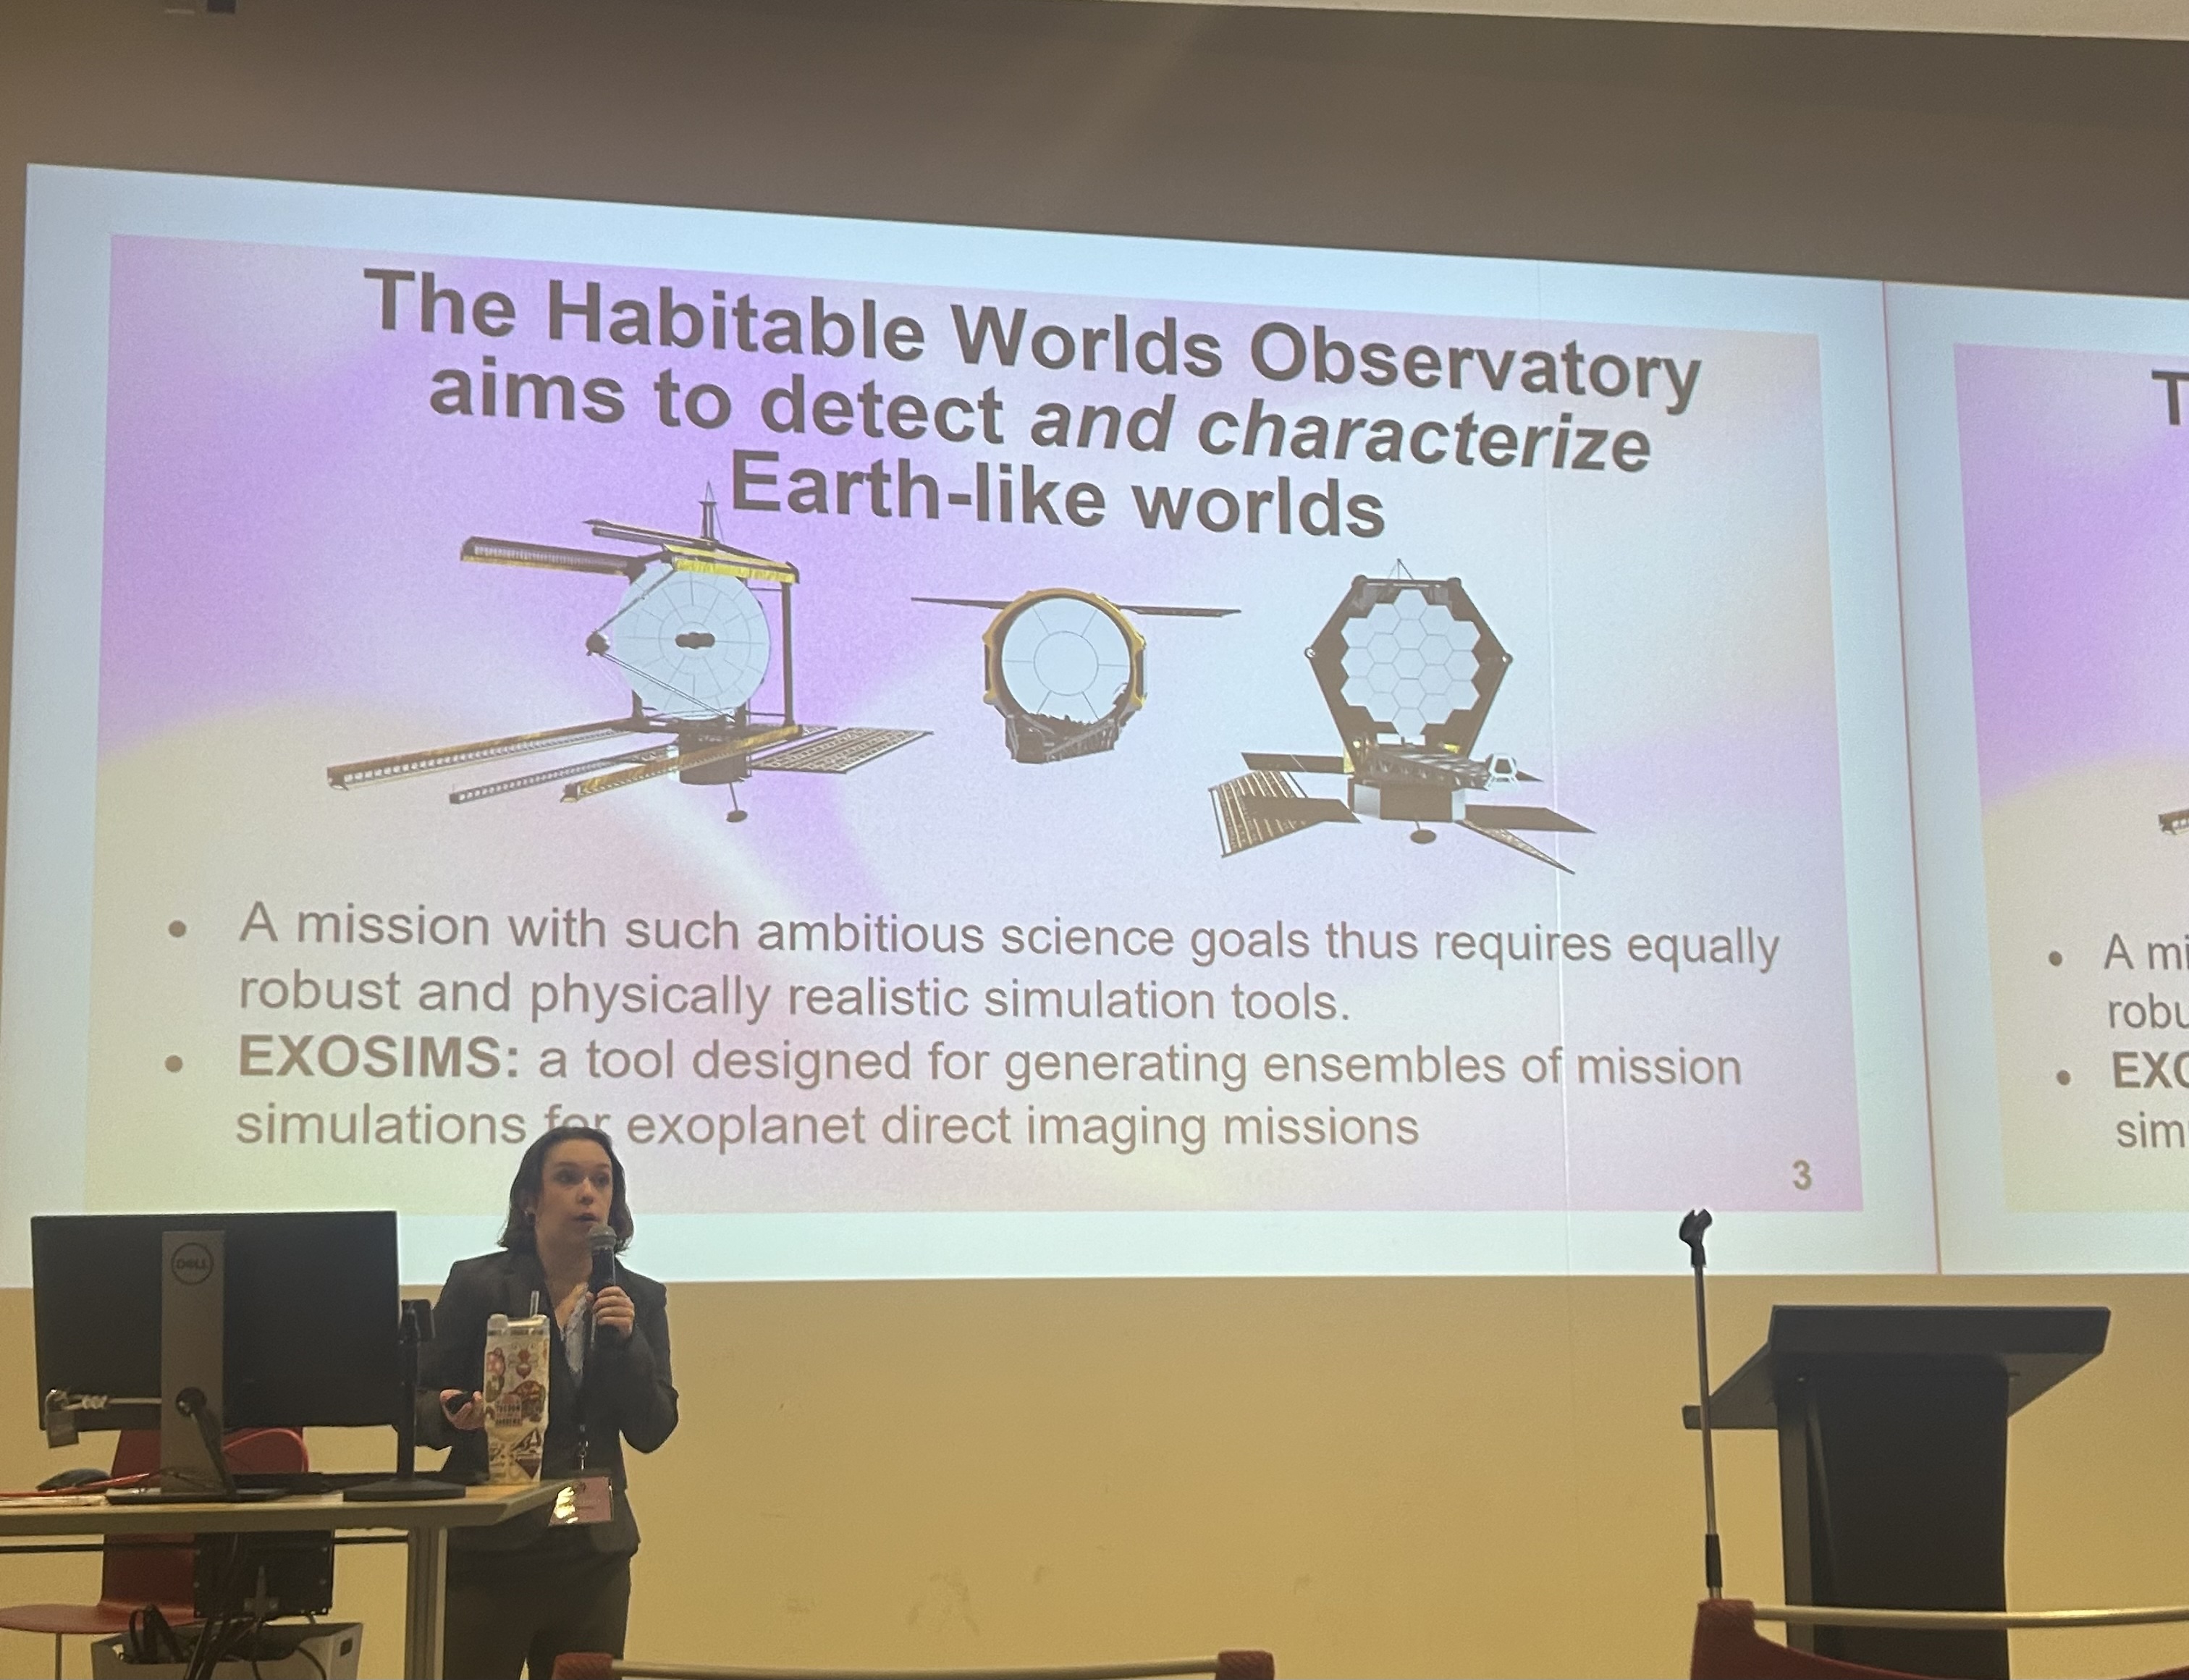 The Habitable Worlds Observatory
aims to detect and characterize
Earth-like worlds
A mission with such ambitious science goals thus requires equally
robust and physically realistic simulation tools.
EXOSIMS: a tool designed for generating ensembles of mission
simulations for exoplanet direct imaging missions
3
T
A mi
robu
EXO
sim
DELL